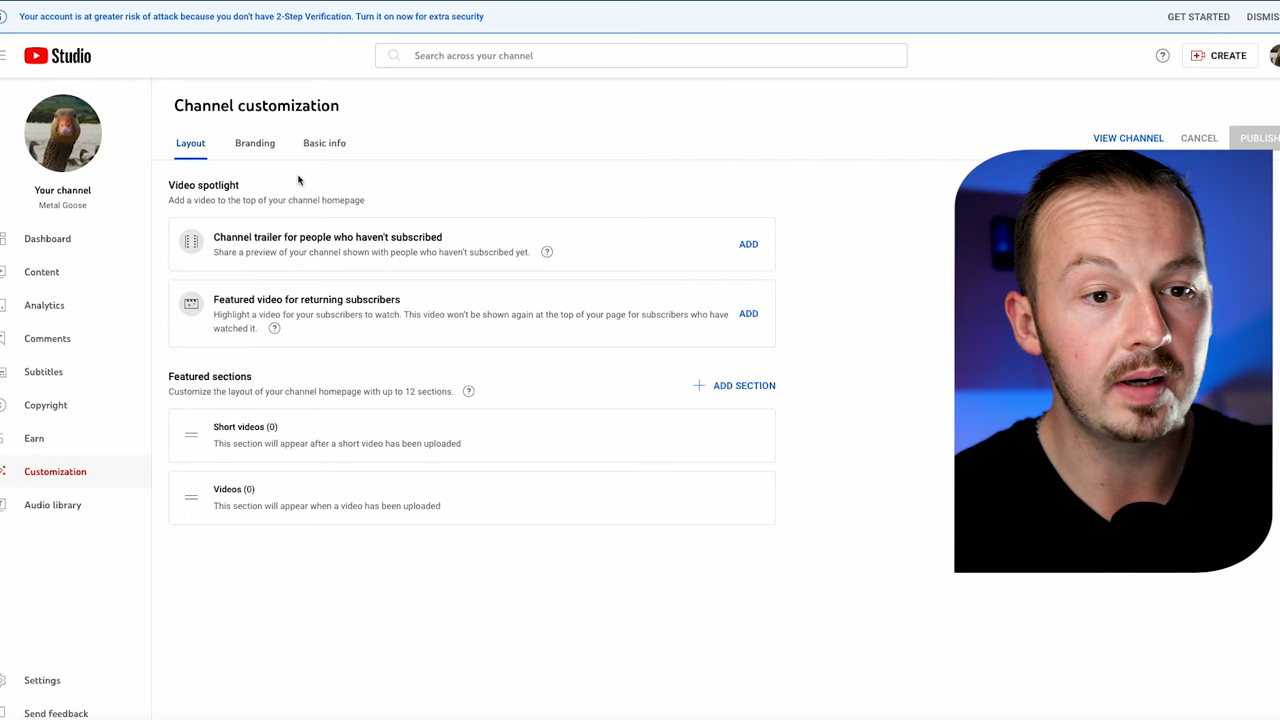 Your account is at greater risk of attack because you don't have 2-Step Verification. Turn it on now for extra security
GET STARTED
DISMIS
Studio
Search across your channel
CREATE
Channel customization
Layout
Branding
Basic info
VIEW CHANNEL
CANCEL
PUBLISH
Your channel
Metal Goose
Dashboard
Content
Analytics
Comments
Subtitles
Copyright
Earn
Customization
Audio library
Settings
Send feedback
Video spotlight
Add a video to the top of your channel homepage
Channel trailer for people who haven't subscribed
Share a preview of your channel shown with people who haven't subscribed yet.
ADD
Featured video for returning subscribers
Highlight a video for your subscribers to watch. This video won't be shown again at the top of your page for subscribers who have
watched it.
ADD
Featured sections
Customize the layout of your channel homepage with up to 12 sections.
ADD SECTION
Short videos (0)
This section will appear after a short video has been uploaded
Videos (0)
This section will appear when a video has been uploaded